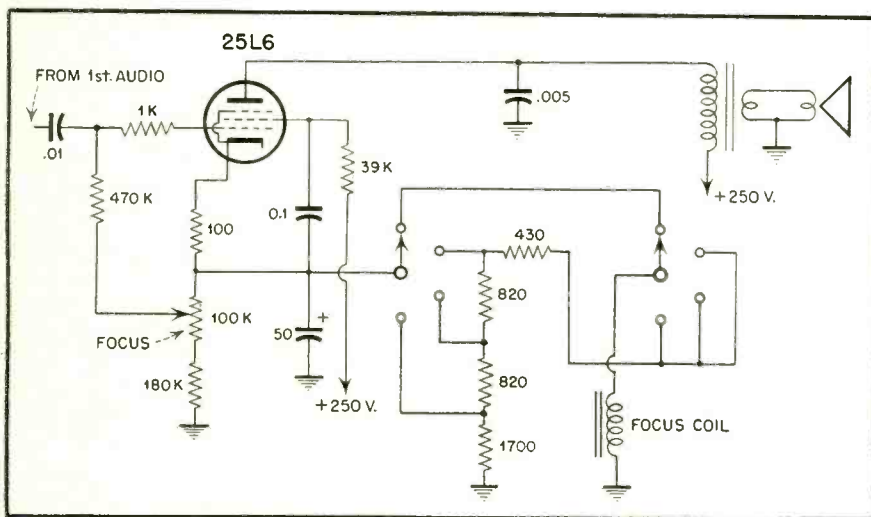 25L6
FROM 1st. AUDIO
.01
1K
470 K
100
0.1
39K
.005
+250 V.
430
820
100K
FOCUS
50
+
180K
+250 V.
820
1700
FOCUS COIL